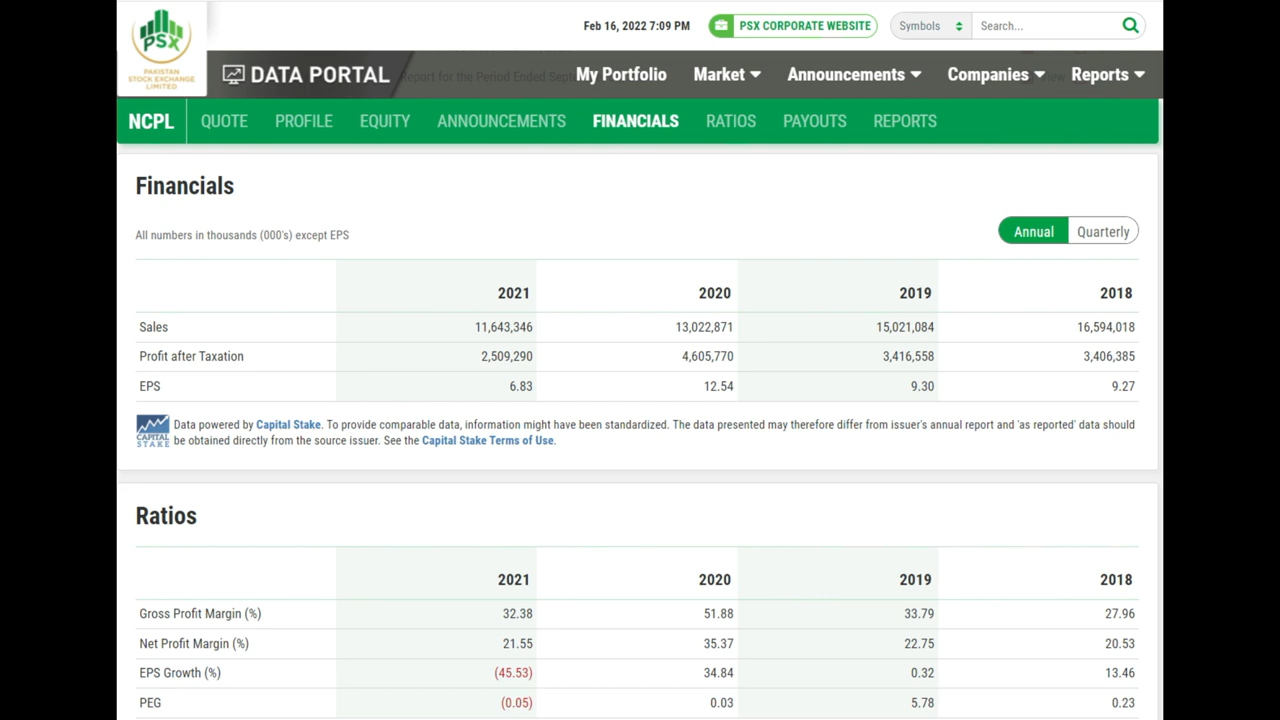 Feb 16, 2022 7:09 PM
PSX CORPORATE WEBSITE
Symbols
Search...
PSX
PAKISTAN
STOCK EXCHANGE
LIMITED
DATA PORTAL
Report for the Period Ended
My Portfolio
Market
Announcements
Companies
Reports
NCPL QUOTE PROFILE EQUITY ANNOUNCEMENTS FINANCIALS RATIOS PAYOUTS REPORTS
Financials
All numbers in thousands (000's) except EPS
Annual Quarterly
2021 2020 2019 2018
Sales 11,643,346 13,022,871 15,021,084 16,594,018
Profit after Taxation 2,509,290 4,605,770 3,416,558 3,406,385
EPS 6.83 12.54 9.30 9.27
CAPITAL
STAKE
Data powered by Capital Stake. To provide comparable data, information might have been standardized. The data presented may therefore differ from issuer's annual report and 'as reported' data should
be obtained directly from the source issuer. See the Capital Stake Terms of Use.
Ratios
2021 2020 2019 2018
Gross Profit Margin (%) 32.38 51.88 33.79 27.96
Net Profit Margin (%) 21.55 35.37 22.75 20.53
EPS Growth (%) (45.53) 34.84 0.32 13.46
PEG (0.05) 0.03 5.78 0.23